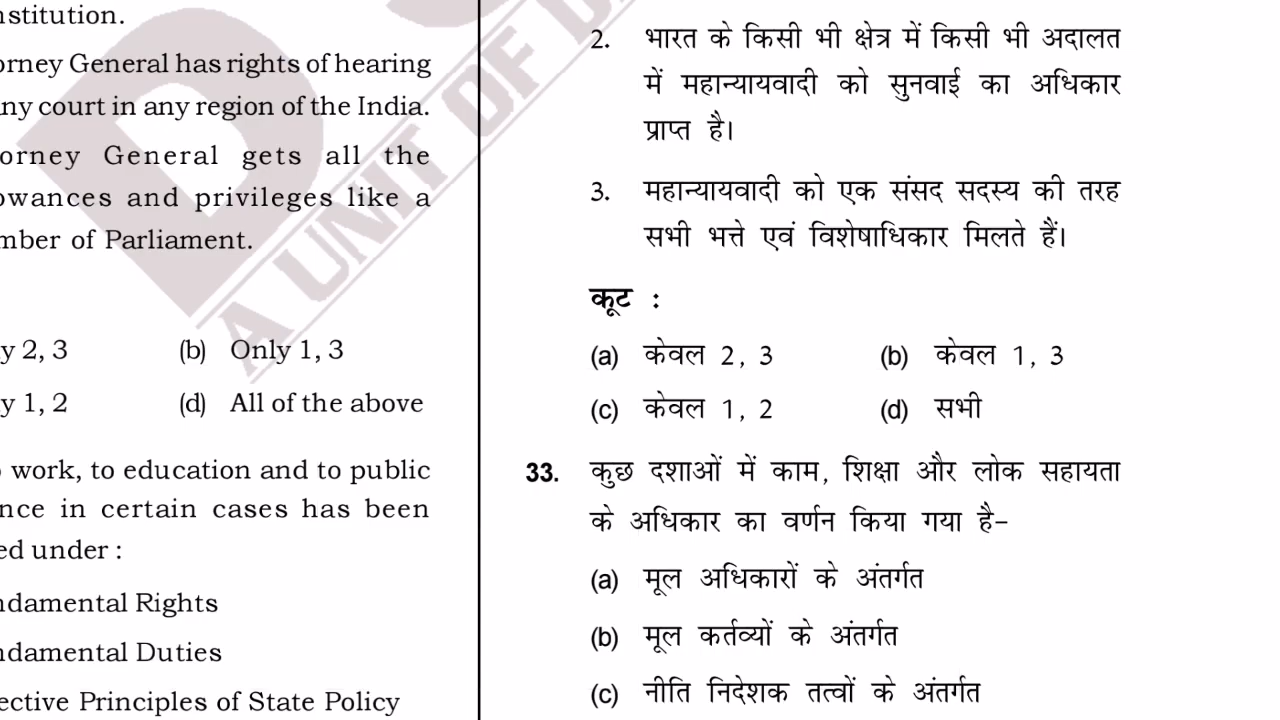 nstitution.
orney General has rights of hearing
ny court in any region of the India.
orney General gets all the
owances and privileges like a
mber of Parliament.
y 2, 3 (b) Only 1, 3
y 1, 2 (d) All of the above
work, to education and to public
nce in certain cases has been
ed under :
ndamental Rights
ndamental Duties
ective Principles of State Policy
2. भारत के किसी भी क्षेत्र में किसी भी अदालत
में महान्यायवादी को सुनवाई का अधिकार
प्राप्त है।
3. महान्यायवादी को एक संसद सदस्य की तरह
सभी भत्ते एवं विशेषाधिकार मिलते हैं।
कूट :
(a) केवल 2, 3 (b) केवल 1, 3
(c) केवल 1, 2 (d) सभी
33. कुछ दशाओं में काम, शिक्षा और लोक सहायता
के अधिकार का वर्णन किया गया है–
(a) मूल अधिकारों के अंतर्गत
(b) मूल कर्तव्यों के अंतर्गत
(c) नीति निदेशक तत्वों के अंतर्गत
A UNIT OF D